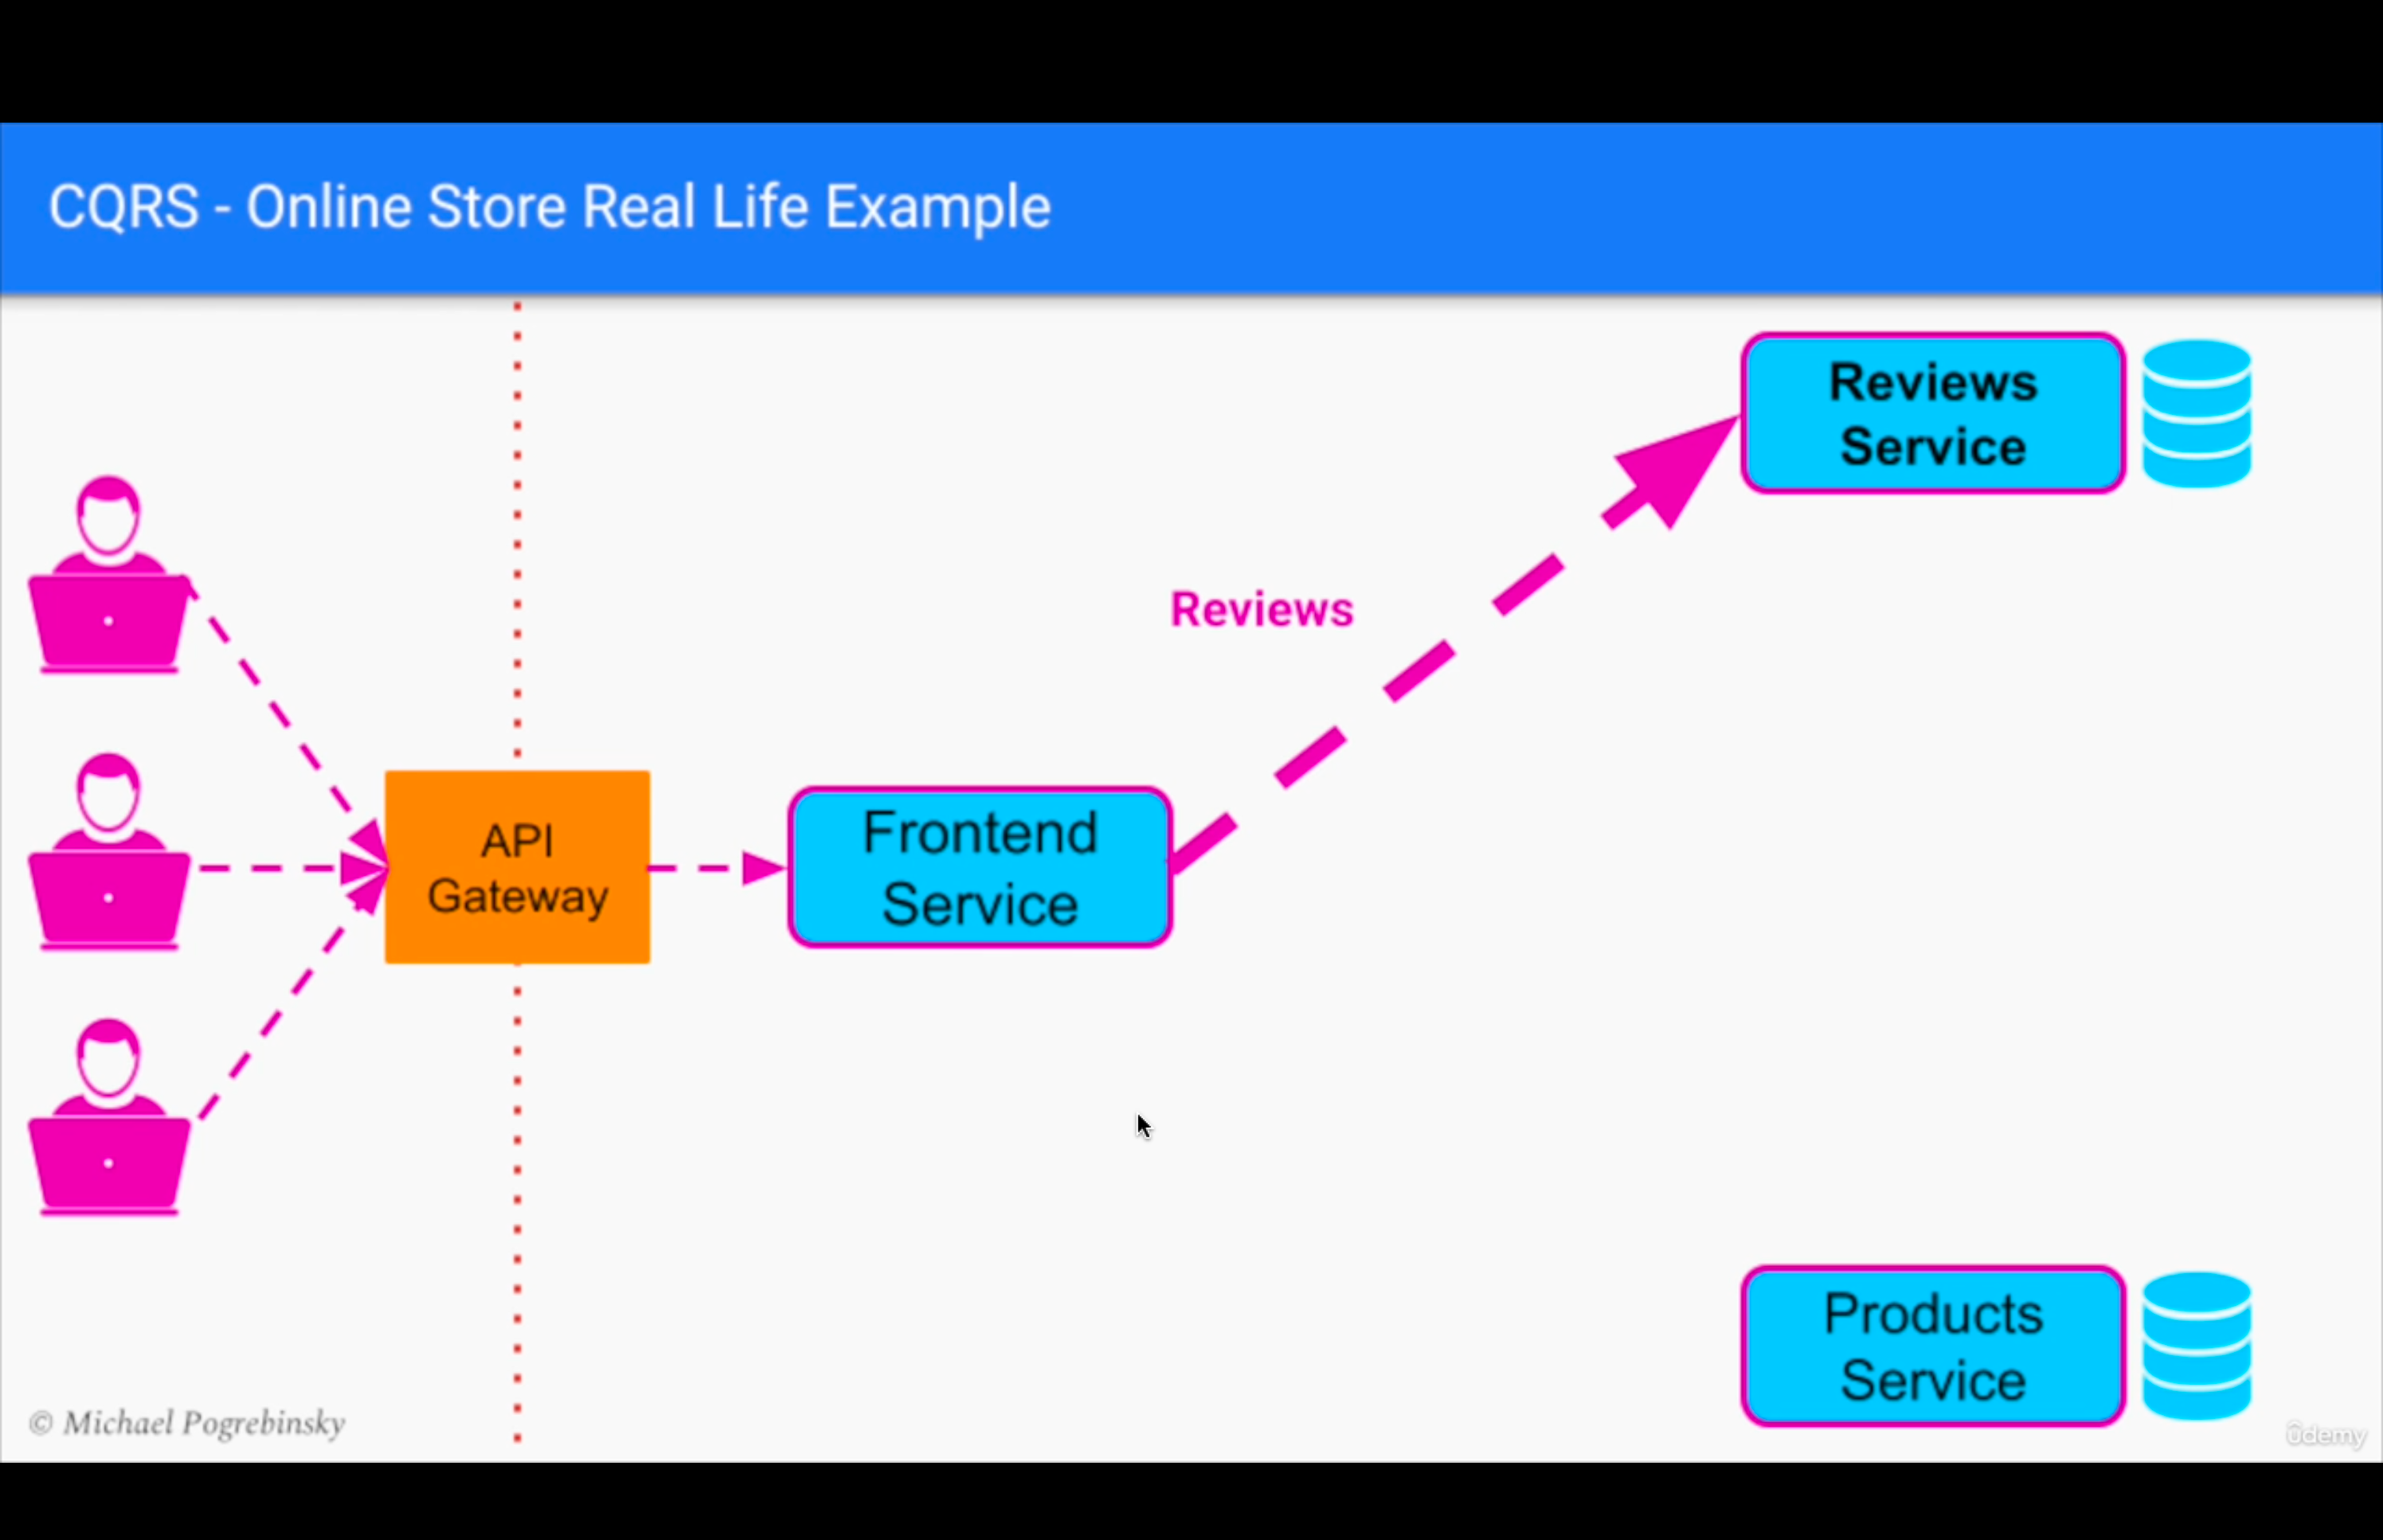 CQRS - Online Store Real Life Example
Reviews
Service
Reviews
API
Gateway
Frontend
Service
Products
Service
© Michael Pogrebinsky
ûdemy